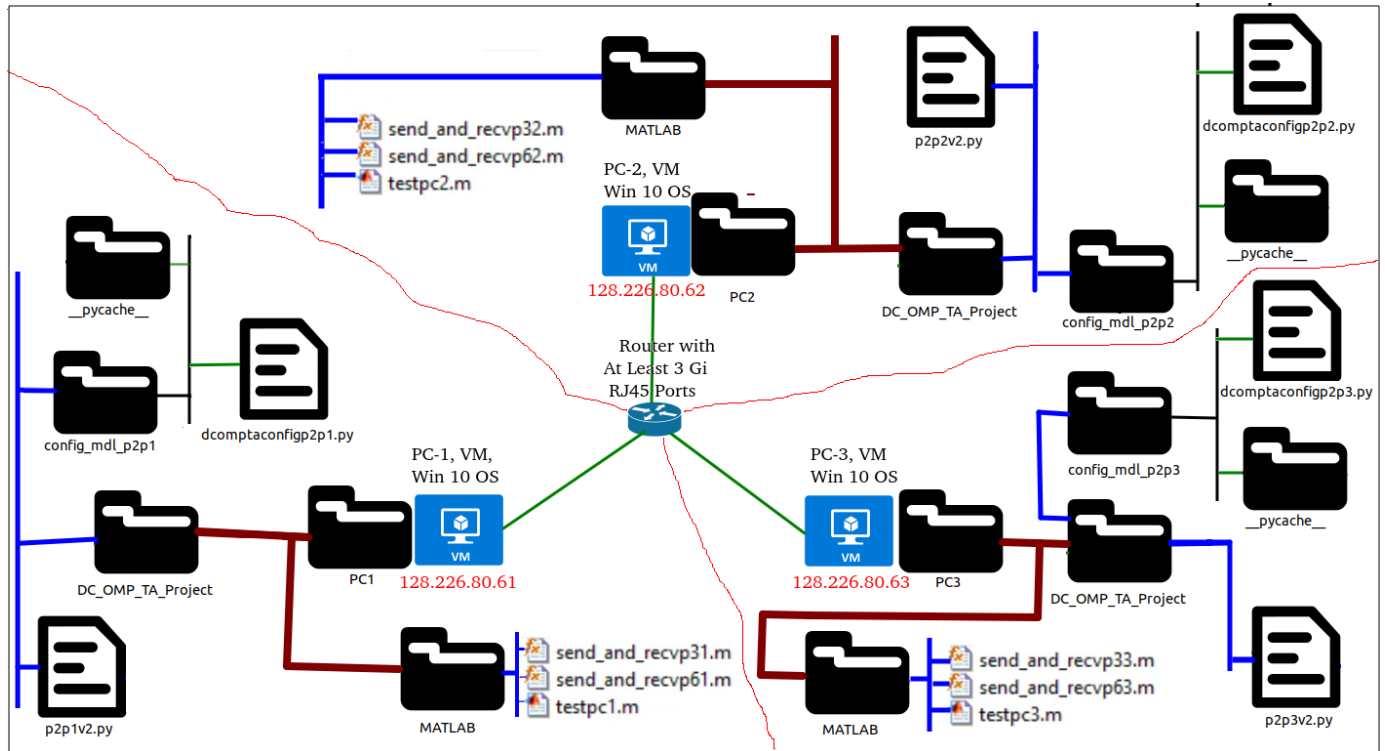 MATLAB
send_and_recvp32.m
send_and_recvp62.m
testpc2.m
PC-2, VM
Win 10 OS
VM
128.226.80.62
PC2
DC_OMP_TA_Project
p2p2v2.py
config_mdl_p2p2
dcomptaconfigp2p2.py
__pycache__
Router with
At Least 3 Gi
RJ45 Ports
__pycache__
config_mdl_p2p1
dcomptaconfigp2p1.py
PC-1, VM,
Win 10 OS
VM
128.226.80.61
PC1
DC_OMP_TA_Project
p2p1v2.py
MATLAB
send_and_recvp31.m
send_and_recvp61.m
testpc1.m
PC-3, VM
Win 10 OS
VM
128.226.80.63
PC3
dcomptaconfigp2p3.py
config_mdl_p2p3
__pycache__
DC_OMP_TA_Project
MATLAB
send_and_recvp33.m
send_and_recvp63.m
testpc3.m
p2p3v2.py